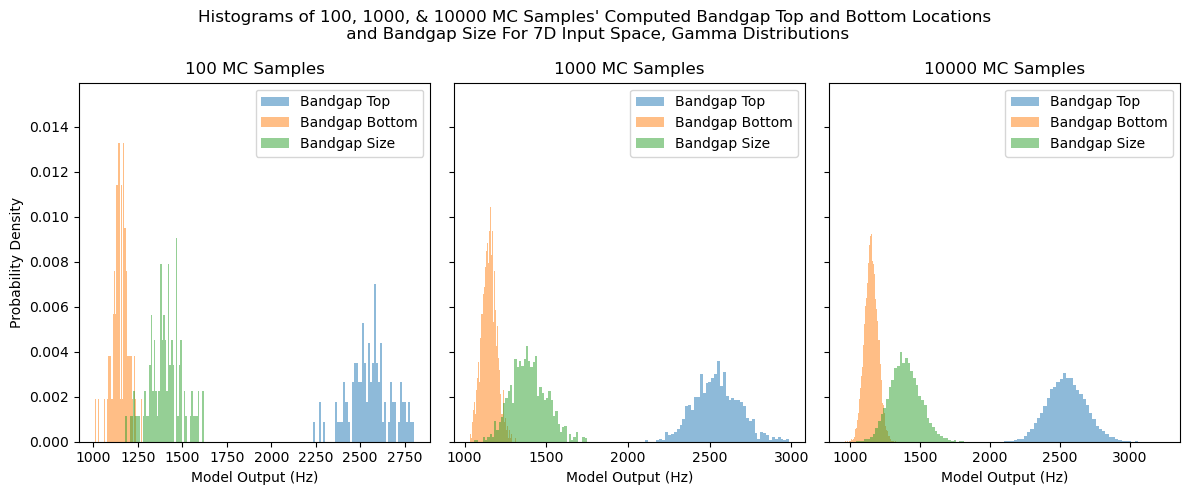 Histograms of 100, 1000, & 10000 MC Samples' Computed Bandgap Top and Bottom Locations
and Bandgap Size For 7D Input Space, Gamma Distributions
100 MC Samples
1000 MC Samples
10000 MC Samples
Bandgap Top
Bandgap Bottom
Bandgap Size
Bandgap Top
Bandgap Bottom
Bandgap Size
Bandgap Top
Bandgap Bottom
Bandgap Size
Probability Density
0.014
0.012
0.010
0.008
0.006
0.004
0.002
0.000
1000 1250 1500 1750 2000 2250 2500 2750
1000 1500 2000 2500 3000
1000 1500 2000 2500 3000
Model Output (Hz)
Model Output (Hz)
Model Output (Hz)